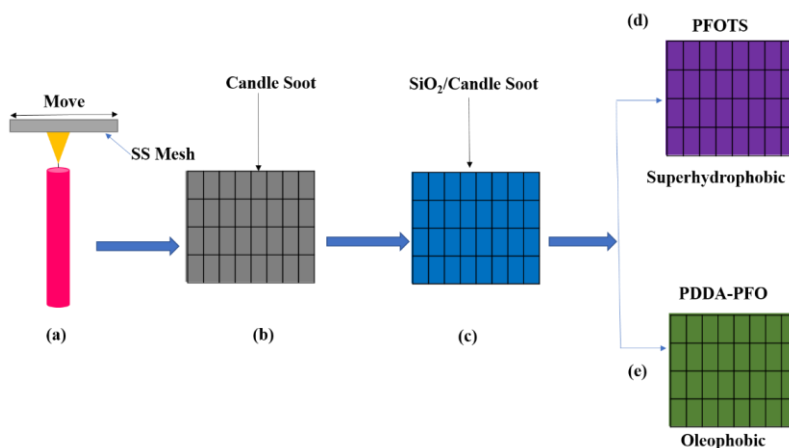 (d)
PFOTS
Candle Soot
SiO₂/Candle Soot
Move
SS Mesh
Superhydrophobic
PDDA-PFO
(a)
(b)
(c)
(e)
Oleophobic